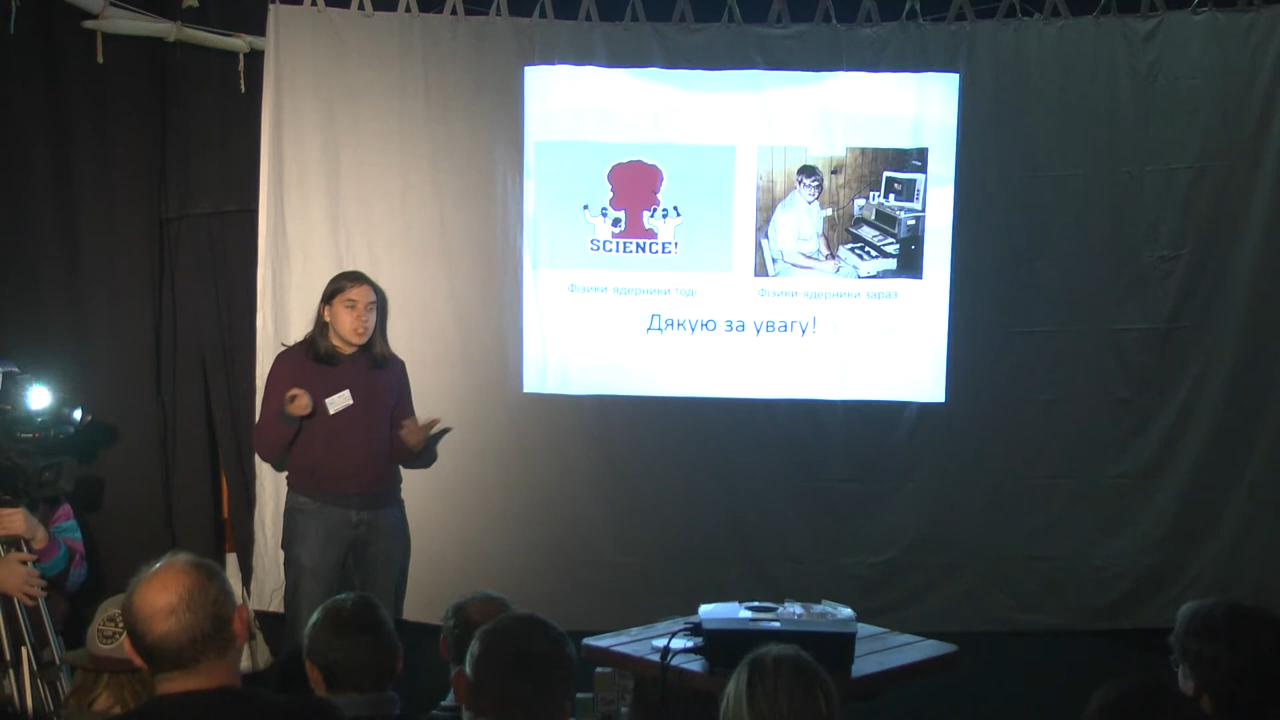 SCIENCE!
Фізики-ядерники тоді
Фізики-ядерники зараз
Дякую за увагу!